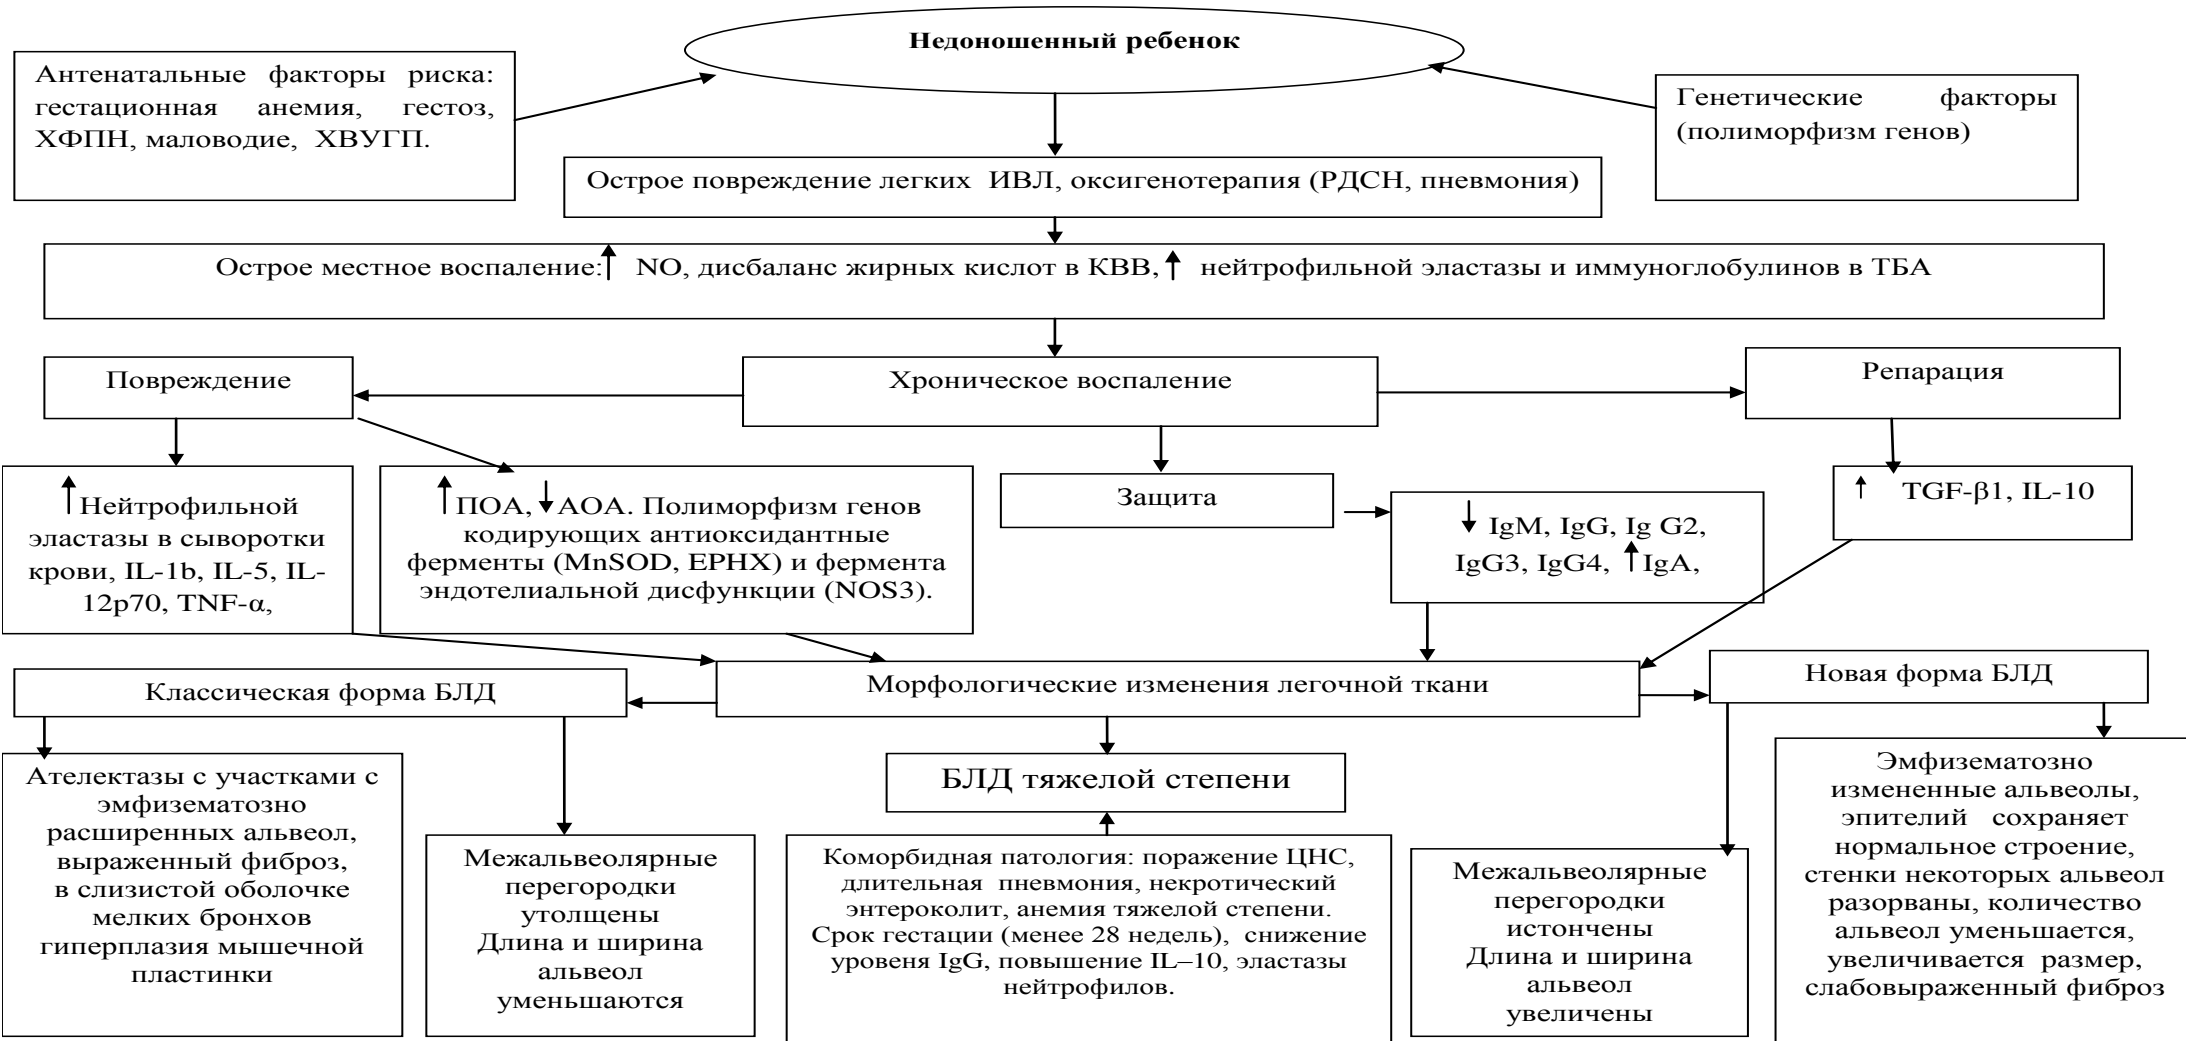 Недоношенный ребенок
Антенатальные факторы риска:
гестационная анемия, гестоз,
ХФПН, маловодие, ХВУГП.
Генетические факторы
(полиморфизм генов)
Острое повреждение легких ИВЛ, оксигенотерапия (РДСН, пневмония)
Острое местное воспаление:↑ NO, дисбаланс жирных кислот в КВВ, ↑ нейтрофильной эластазы и иммуноглобулинов в ТБА
Повреждение
Хроническое воспаление
Репарация
↑Нейтрофильной
эластазы в сыворотки
крови, IL-1b, IL-5, IL-
12p70, TNF-α,
↑ПОА, ↓АОА. Полиморфизм генов
кодирующих антиоксидантные
ферменты (MnSOD, EPHX) и фермента
эндотелиальной дисфункции (NOS3).
Защита
↓ IgM, IgG, Ig G2,
IgG3, IgG4, ↑IgA,
↑ TGF-β1, IL-10
Классическая форма БЛД
Морфологические изменения легочной ткани
Новая форма БЛД
Ателектазы с участками с
эмфизематозно
расширенных альвеол,
выраженный фиброз,
в слизистой оболочке
мелких бронхов
гиперплазия мышечной
пластинки
Межальвеолярные
перегородки
утолщены
Длина и ширина
альвеол
уменьшаются
БЛД тяжелой степени
Коморбидная патология: поражение ЦНС,
длительная пневмония, некротический
энтероколит, анемия тяжелой степени.
Срок гестации (менее 28 недель), снижение
уровеня IgG, повышение IL–10, эластазы
нейтрофилов.
Межальвеолярные
перегородки
истончены
Длина и ширина
альвеол
увеличены
Эмфизематозно
измененные альвеолы,
эпителий сохраняет
нормальное строение,
стенки некоторых альвеол
разорваны, количество
альвеол уменьшается,
увеличивается размер,
слабовыраженный фиброз